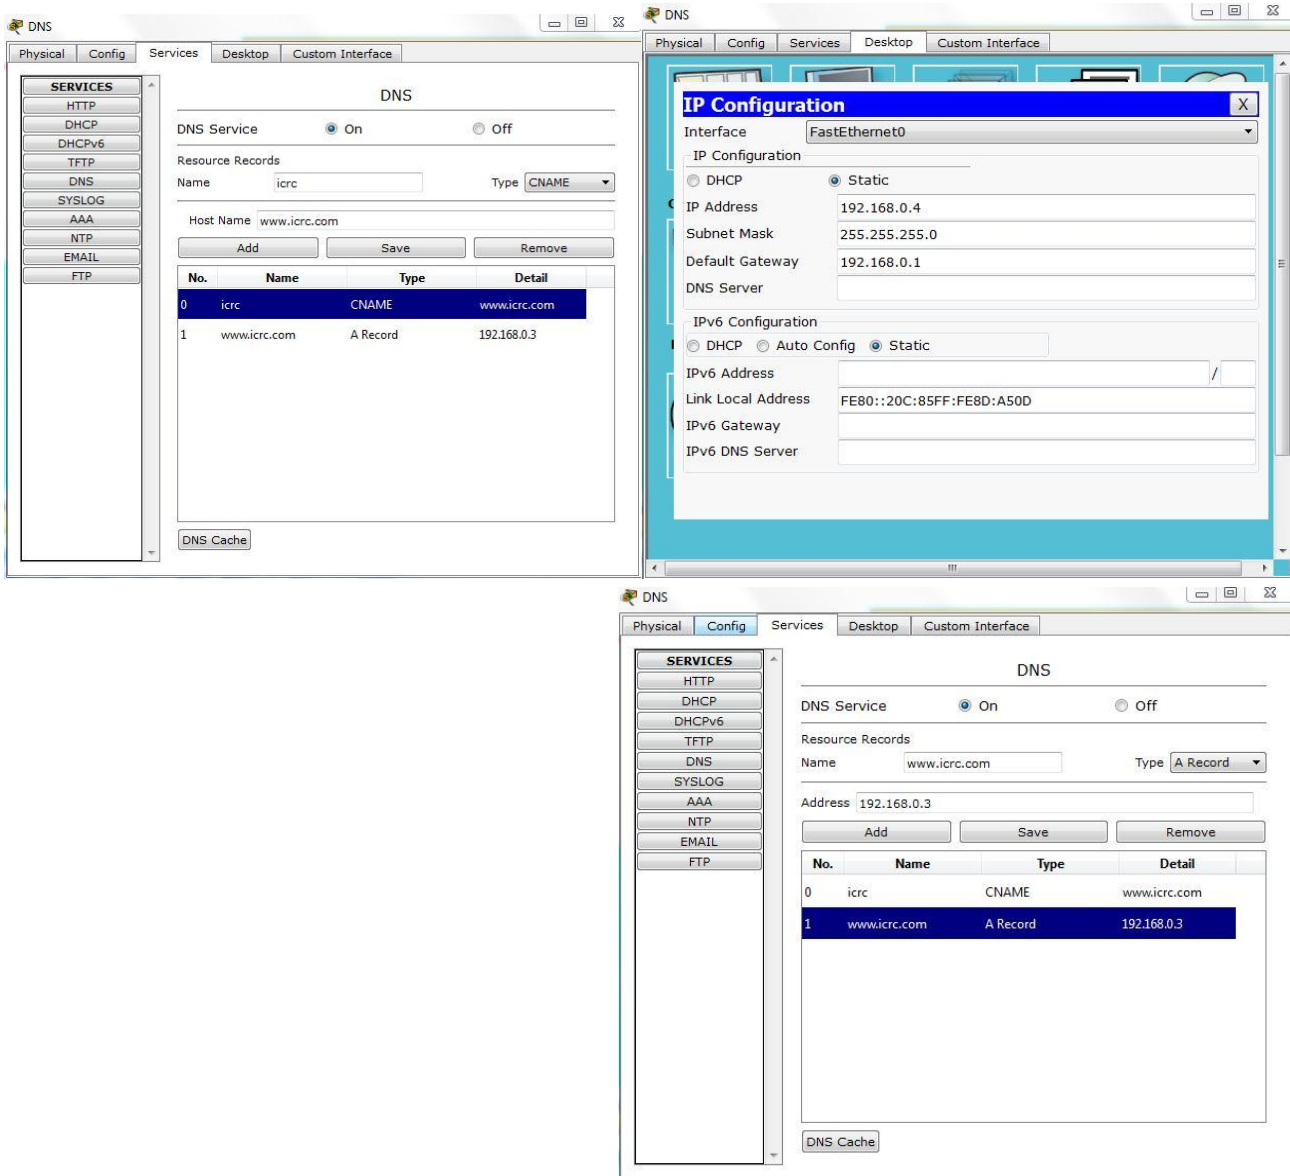 DNS
Physical Config Services Desktop Custom Interface
SERVICES
HTTP
DHCP
DHCPv6
TFTP
DNS
SYSLOG
AAA
NTP
EMAIL
FTP
DNS
DNS Service On Off
Resource Records
Name icrc Type CNAME
Host Name www.icrc.com
Add Save Remove
No. Name Type Detail
0 icrc CNAME www.icrc.com
1 www.icrc.com A Record 192.168.0.3
DNS Cache
DNS
Physical Config Services Desktop Custom Interface
IP Configuration X
Interface FastEthernet0
IP Configuration
DHCP Static
IP Address 192.168.0.4
Subnet Mask 255.255.255.0
Default Gateway 192.168.0.1
DNS Server
IPv6 Configuration
DHCP Auto Config Static
IPv6 Address /
Link Local Address FE80::20C:85FF:FE8D:A50D
IPv6 Gateway
IPv6 DNS Server
DNS
Physical Config Services Desktop Custom Interface
SERVICES
HTTP
DHCP
DHCPv6
TFTP
DNS
SYSLOG
AAA
NTP
EMAIL
FTP
DNS
DNS Service On Off
Resource Records
Name www.icrc.com Type A Record
Address 192.168.0.3
Add Save Remove
No. Name Type Detail
0 icrc CNAME www.icrc.com
1 www.icrc.com A Record 192.168.0.3
DNS Cache